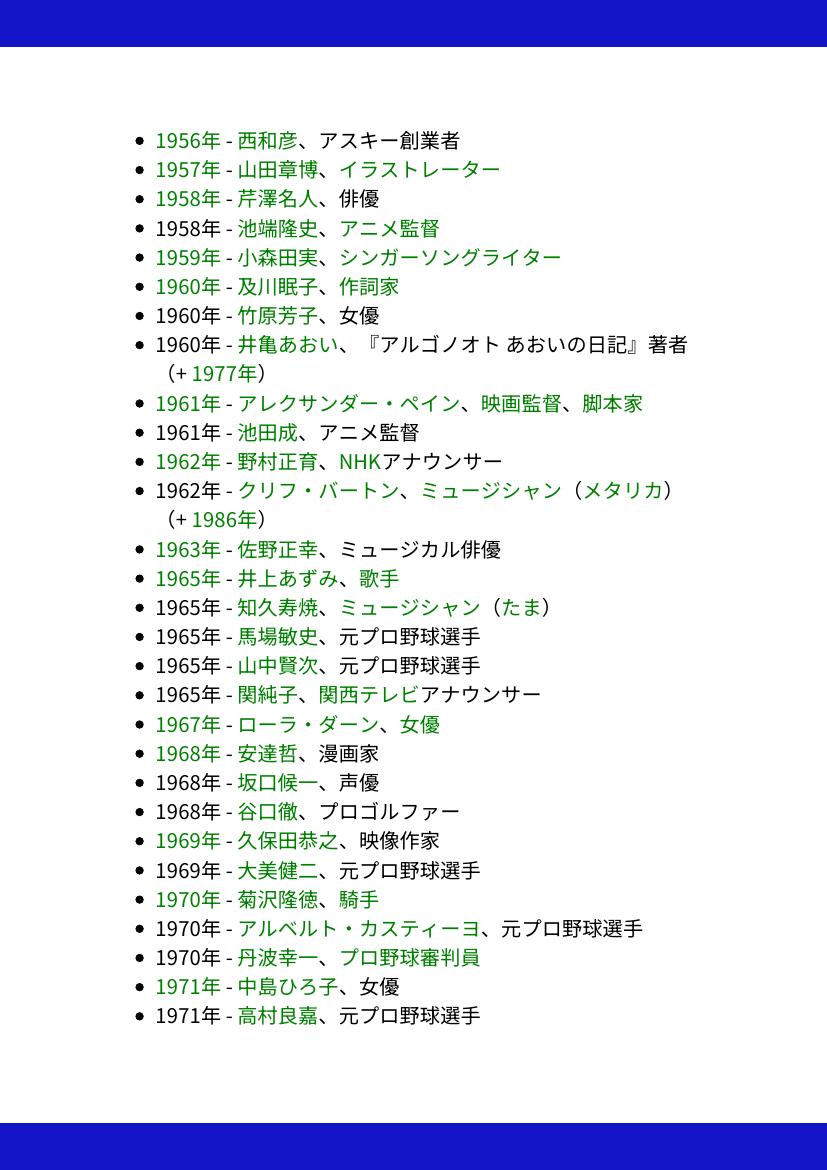 1956年 - 西和彦、アスキー創業者
1957年 - 山田章博、イラストレーター
1958年 - 芹澤名人、俳優
1958年 - 池端隆史、アニメ監督
1959年 - 小森田実、シンガーソングライター
1960年 - 及川眠子、作詞家
1960年 - 竹原芳子、女優
1960年 - 井亀あおい、『アルゴノオト あおいの日記』著者
（+ 1977年）
1961年 - アレクサンダー・ペイン、映画監督、脚本家
1961年 - 池田成、アニメ監督
1962年 - 野村正育、NHKアナウンサー
1962年 - クリフ・バートン、ミュージシャン（メタリカ）
（+ 1986年）
1963年 - 佐野正幸、ミュージカル俳優
1965年 - 井上あずみ、歌手
1965年 - 知久寿焼、ミュージシャン（たま）
1965年 - 馬場敏史、元プロ野球選手
1965年 - 山中賢次、元プロ野球選手
1965年 - 関純子、関西テレビアナウンサー
1967年 - ローラ・ダーン、女優
1968年 - 安達哲、漫画家
1968年 - 坂口候一、声優
1968年 - 谷口徹、プロゴルファー
1969年 - 久保田恭之、映像作家
1969年 - 大美健二、元プロ野球選手
1970年 - 菊沢隆徳、騎手
1970年 - アルベルト・カスティーヨ、元プロ野球選手
1970年 - 丹波幸一、プロ野球審判員
1971年 - 中島ひろ子、女優
1971年 - 高村良嘉、元プロ野球選手